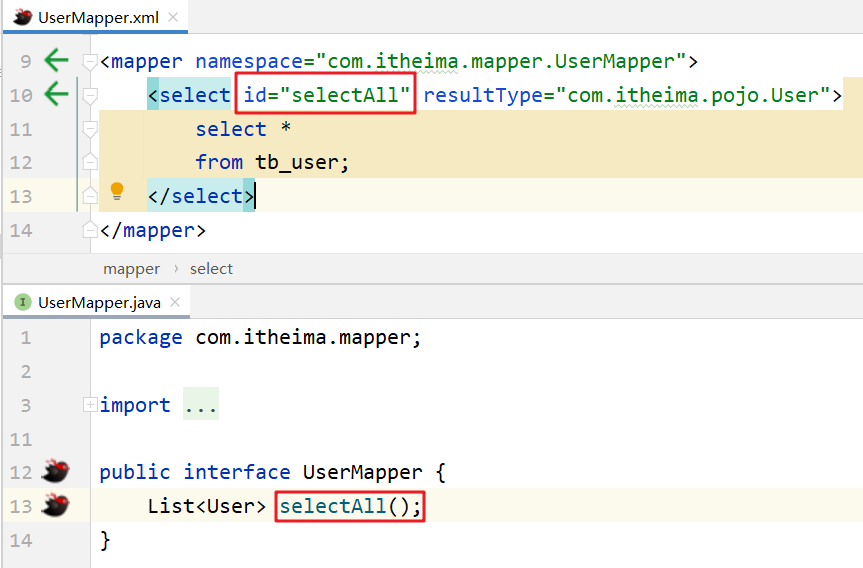 UserMapper.xml
9 <mapper namespace="com.itheima.mapper.UserMapper">
10 <select id="selectAll" resultType="com.itheima.pojo.User">
11 select *
12 from tb_user;
13 </select>
14 </mapper>
mapper › select
I UserMapper.java
1 package com.itheima.mapper;
2
3 import ...
11
12 public interface UserMapper {
13 List<User> selectAll();
14 }